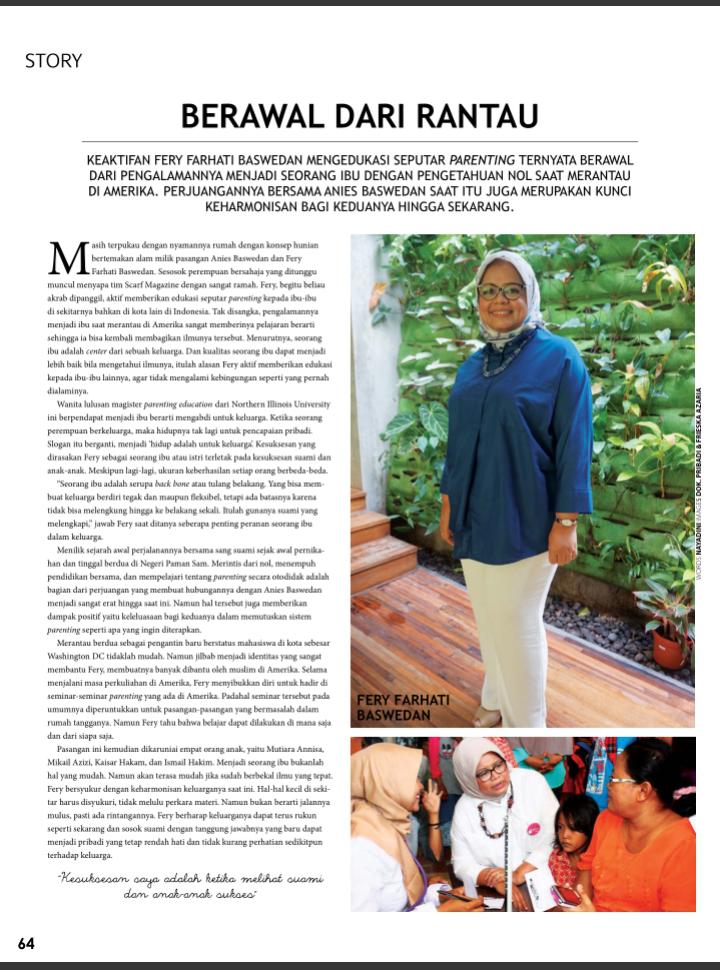 STORY
BERAWAL DARI RANTAU
KEAKTIFAN FERY FARHATI BASWEDAN MENGEDUKASI SEPUTAR PARENTING TERNYATA BERAWAL
DARI PENGALAMANNYA MENJADI SEORANG IBU DENGAN PENGETAHUAN NOL SAAT MERANTAU
DI AMERIKA. PERJUANGANNYA BERSAMA ANIES BASWEDAN SAAT ITU JUGA MERUPAKAN KUNCI
KEHARMONISAN BAGI KEDUANYA HINGGA SEKARANG.
Masih terpukau dengan nyamannya rumah dengan konsep hunian
bertemakan alam milik pasangan Anies Baswedan dan Fery
Farhati Baswedan. Sesosok perempuan bersahaja yang ditunggu
muncul menyapa tim Scarf Magazine dengan sangat ramah. Fery, begitu beliau
akrab dipanggil, aktif memberikan edukasi seputar parenting kepada ibu-ibu
di sekitarnya bahkan di kota lain di Indonesia. Tak disangka, pengalamannya
menjadi ibu saat merantau di Amerika sangat memberinya pelajaran berarti
sehingga ia bisa kembali membagikan ilmunya tersebut. Menurutnya, seorang
ibu adalah center dari sebuah keluarga. Dan kualitas seorang ibu dapat menjadi
lebih baik bila mengetahui ilmunya, itulah alasan Fery aktif memberikan edukasi
kepada ibu-ibu lainnya, agar tidak mengalami kebingungan seperti yang pernah
dialaminya.
Wanita lulusan magister parenting education dari Northern Illinois University
ini berpendapat menjadi ibu berarti mengabdi untuk keluarga. Ketika seorang
perempuan berkeluarga, maka hidupnya tak lagi untuk pencapaian pribadi.
Slogan itu berganti, menjadi 'hidup adalah untuk keluarga'. Kesuksesan yang
dirasakan Fery sebagai seorang ibu atau istri terletak pada kesuksesan suami dan
anak-anak. Meskipun lagi-lagi, ukuran keberhasilan setiap orang berbeda-beda.
"Seorang ibu adalah serupa back bone atau tulang belakang. Yang bisa mem-
buat keluarga berdiri tegak dan maupun fleksibel, tetapi ada batasnya karena
tidak bisa melengkung hingga ke belakang sekali. Itulah gunanya suami yang
melengkapi," jawab Fery saat ditanya seberapa penting peranan seorang ibu
dalam keluarga.
Menilik sejarah awal perjalanannya bersama sang suami sejak awal pernika-
han dan tinggal berdua di Negeri Paman Sam. Merintis dari nol, menempuh
pendidikan bersama, dan mempelajari tentang parenting secara otodidak adalah
bagian dari perjuangan yang membuat hubungannya dengan Anies Baswedan
menjadi sangat erat hingga saat ini. Namun hal tersebut juga memberikan
dampak positif yaitu keleluasaan bagi keduanya dalam memutuskan sistem
parenting seperti apa yang ingin diterapkan.
Merantau berdua sebagai pengantin baru berstatus mahasiswa di kota sebesar
Washington DC tidaklah mudah. Namun jilbab menjadi identitas yang sangat
membantu Fery, membuatnya banyak dibantu oleh muslim di Amerika. Selama
menjalani masa perkuliahan di Amerika, Fery menyibukkan diri untuk hadir di
seminar-seminar parenting yang ada di Amerika. Padahal seminar tersebut pada
umumnya diperuntukkan untuk pasangan-pasangan yang bermasalah dalam
rumah tangganya. Namun Fery tahu bahwa belajar dapat dilakukan di mana saja
dan dari siapa saja.
Pasangan ini kemudian dikaruniai empat orang anak, yaitu Mutiara Annisa,
Mikail Azizi, Kaisar Hakam, dan Ismail Hakim. Menjadi seorang ibu bukanlah
hal yang mudah. Namun akan terasa mudah jika sudah berbekal ilmu yang tepat.
Fery bersyukur dengan keharmonisan keluarganya saat ini. Hal-hal kecil di seki-
tar harus disyukuri, tidak melulu perkara materi. Namun bukan berarti jalannya
mulus, pasti ada rintangannya. Fery berharap keluarganya dapat terus rukun
seperti sekarang dan sosok suami dengan tanggung jawabnya yang baru dapat
menjadi pribadi yang tetap rendah hati dan tidak kurang perhatian sedikitpun
terhadap keluarga.
"Kesuksesan saya adalah ketika melihat suami
dan anak-anak sukses"
FERY FARHATI
BASWEDAN
WORDS NAYADINI IMAGES DOK. PRIBADI & FRIESKA AZARIA
64